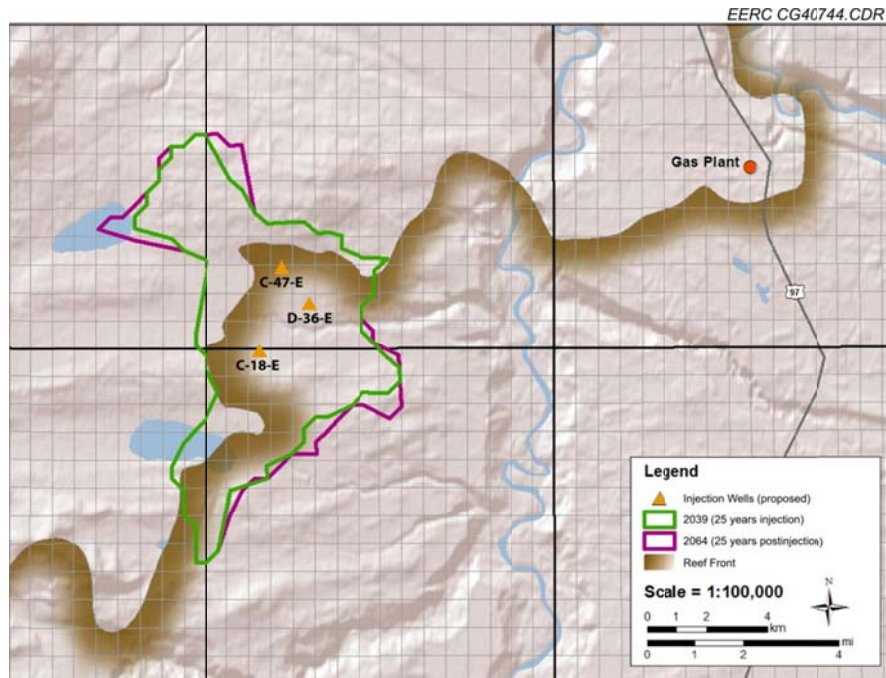 EERC CG40744.CDR
Gas Plant
97
C-47-E
D-36-E
C-18-E
Legend
Injection Wells (proposed)
2039 (25 years injection)
2064 (25 years postinjection)
Reef Front
Scale = 1:100,000
N
0 1 2 4
km
mi
0 1 2 4